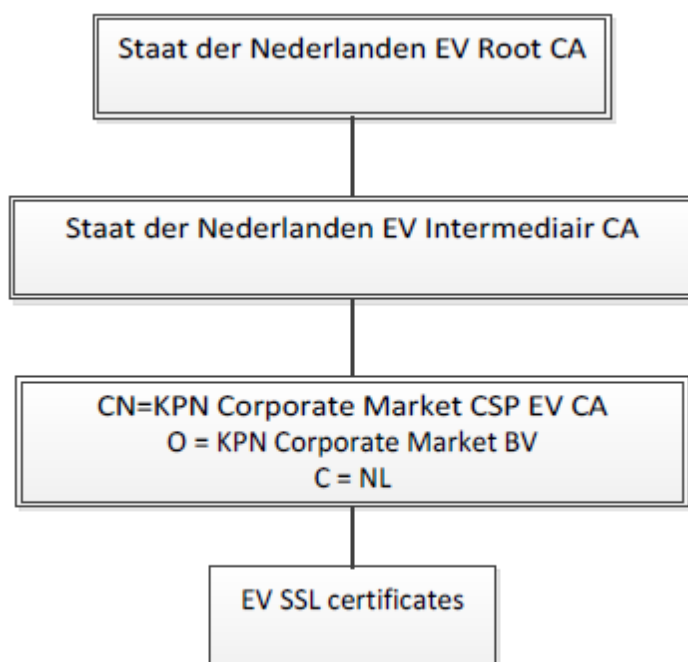 Staat der Nederlanden EV Root CA
Staat der Nederlanden EV Intermediair CA
CN=KPN Corporate Market CSP EV CA
O = KPN Corporate Market BV
C = NL
EV SSL certificates